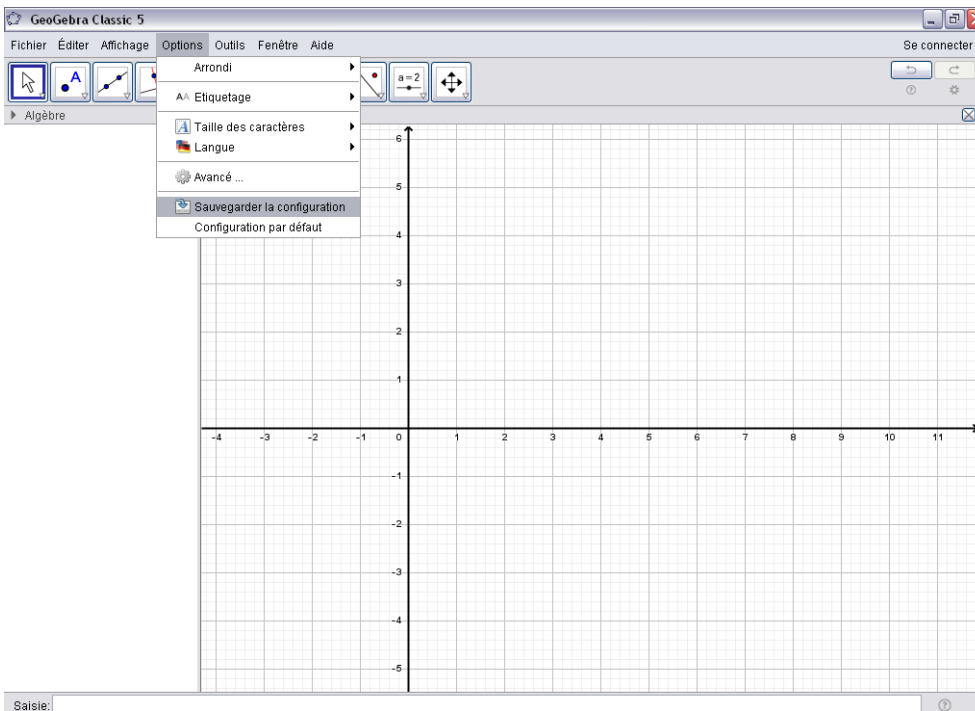 GeoGebra Classic 5
Fichier Éditer Affichage Options Outils Fenêtre Aide Se connecter
Arrondi
A a=2
AA Etiquetage
Algèbre
A Taille des caractères
Langue
Avancé ...
Sauvegarder la configuration
Configuration par défaut
6
5
4
3
2
1
-4 -3 -2 -1 0 1 2 3 4 5 6 7 8 9 10 11
-1
-2
-3
-4
-5
Saisie: